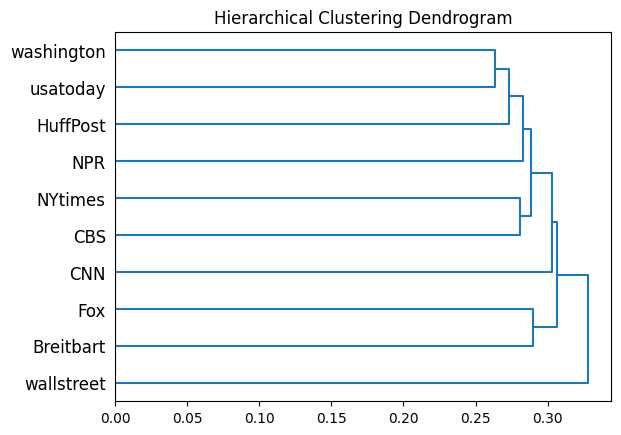 Hierarchical Clustering Dendrogram
washington
usatoday
HuffPost
NPR
NYtimes
CBS
CNN
Fox
Breitbart
wallstreet
0.00 0.05 0.10 0.15 0.20 0.25 0.30